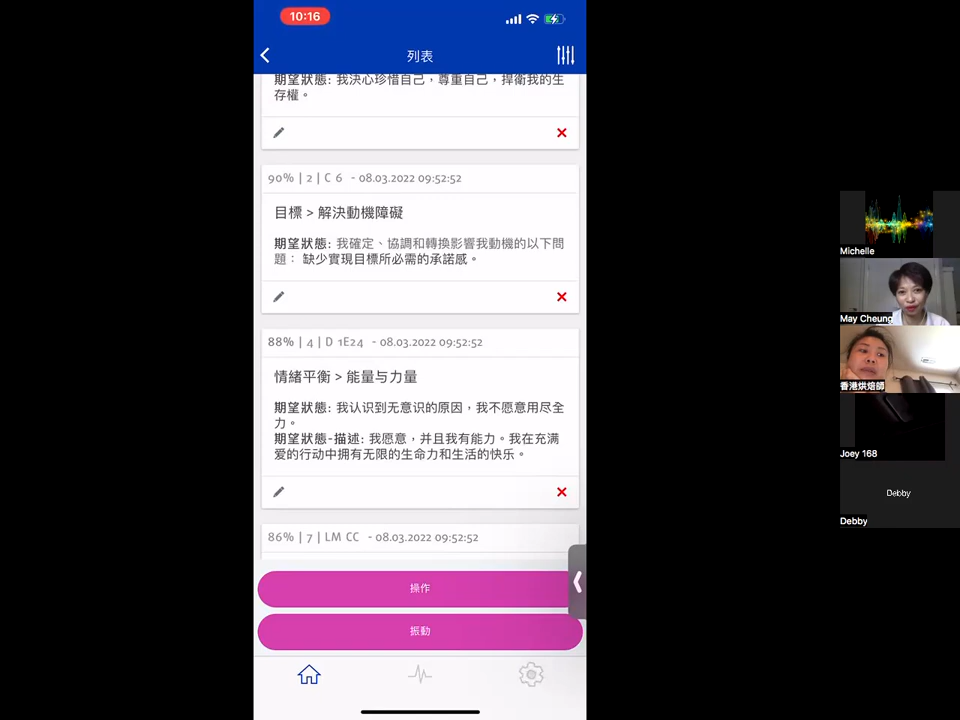 10:16
列表
期望狀態: 我決心珍惜自己，尊重自己，捍衛我的生
存權。
90% | 2 | C 6 - 08.03.2022 09:52:52
目標 > 解決動機障礙
期望狀態: 我確定、協調和轉換影響我動機的以下問
題： 缺少實現目標所必需的承諾感。
88% | 4 | D 1E24 - 08.03.2022 09:52:52
情緒平衡 > 能量与力量
期望狀態: 我认识到无意识的原因，我不愿意用尽全
力。
期望狀態-描述: 我愿意，并且我有能力。我在充满
爱的行动中拥有无限的生命力和生活的快乐。
86% | 7 | LM CC - 08.03.2022 09:52:52
操作
振動
Michelle
May Cheung
香港烘焙師
Joey 168
Debby
Debby